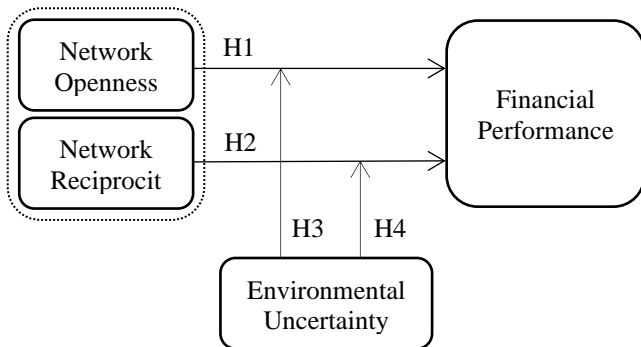 Network
Openness
H1
Financial
Performance
Network
Reciprocit
H2
H3
H4
Environmental
Uncertainty